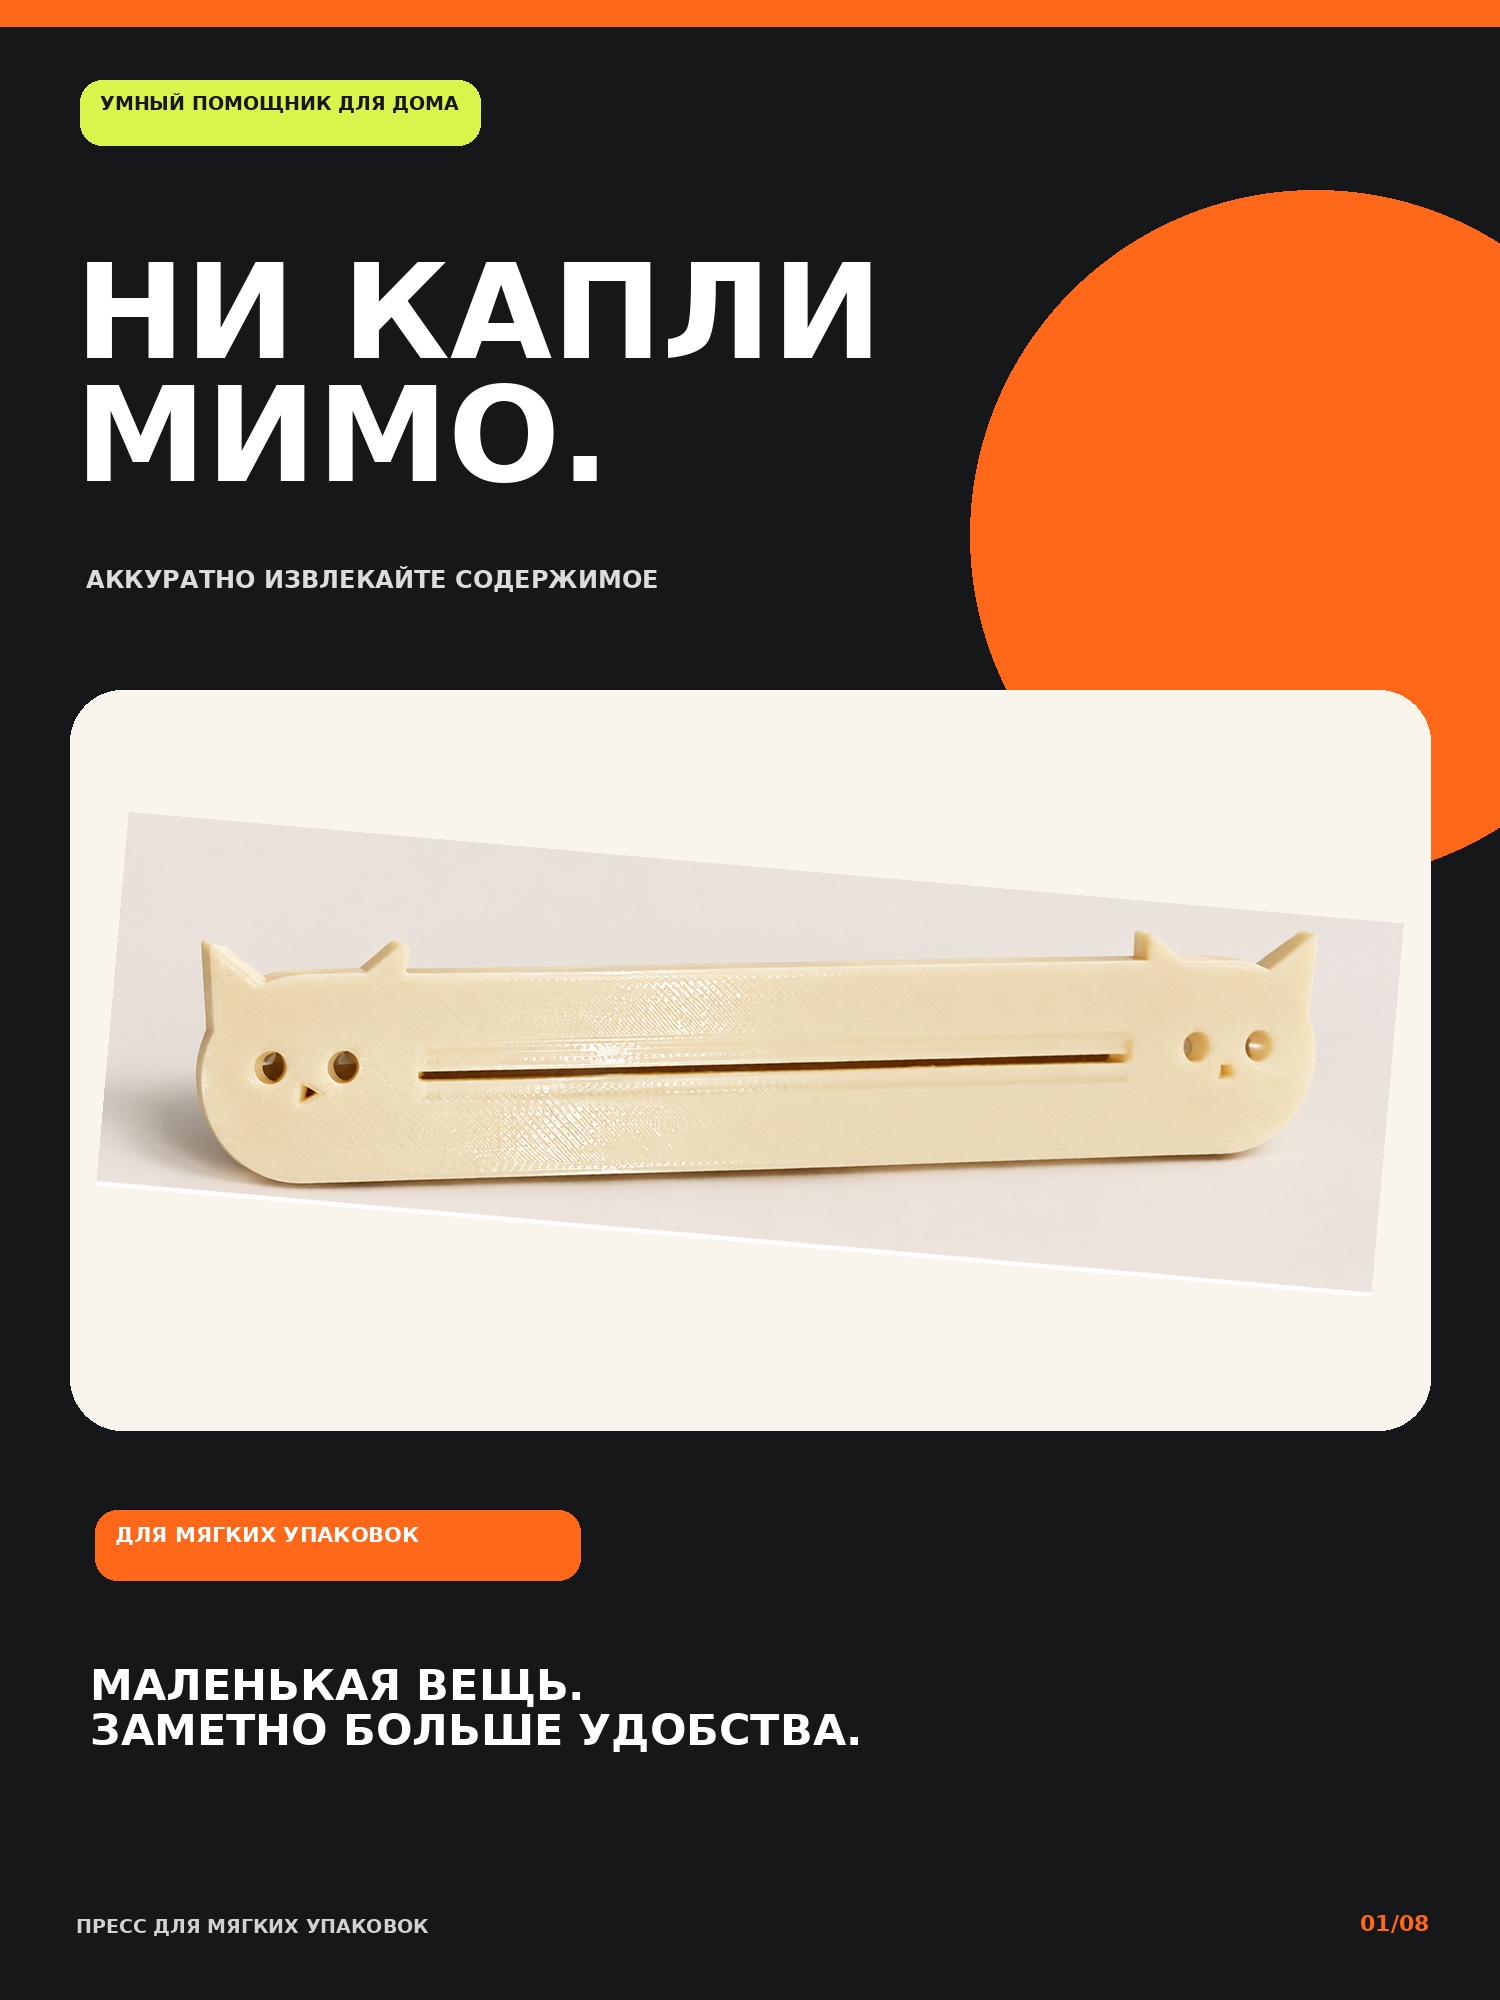 УМНЫЙ ПОМОЩНИК ДЛЯ ДОМА
НИ КАПЛИ
МИМО.
АККУРАТНО ИЗВЛЕКАЙТЕ СОДЕРЖИМОЕ
ДЛЯ МЯГКИХ УПАКОВОК
МАЛЕНЬКАЯ ВЕЩЬ.
ЗАМЕТНО БОЛЬШЕ УДОБСТВА.
ПРЕСС ДЛЯ МЯГКИХ УПАКОВОК
01/08